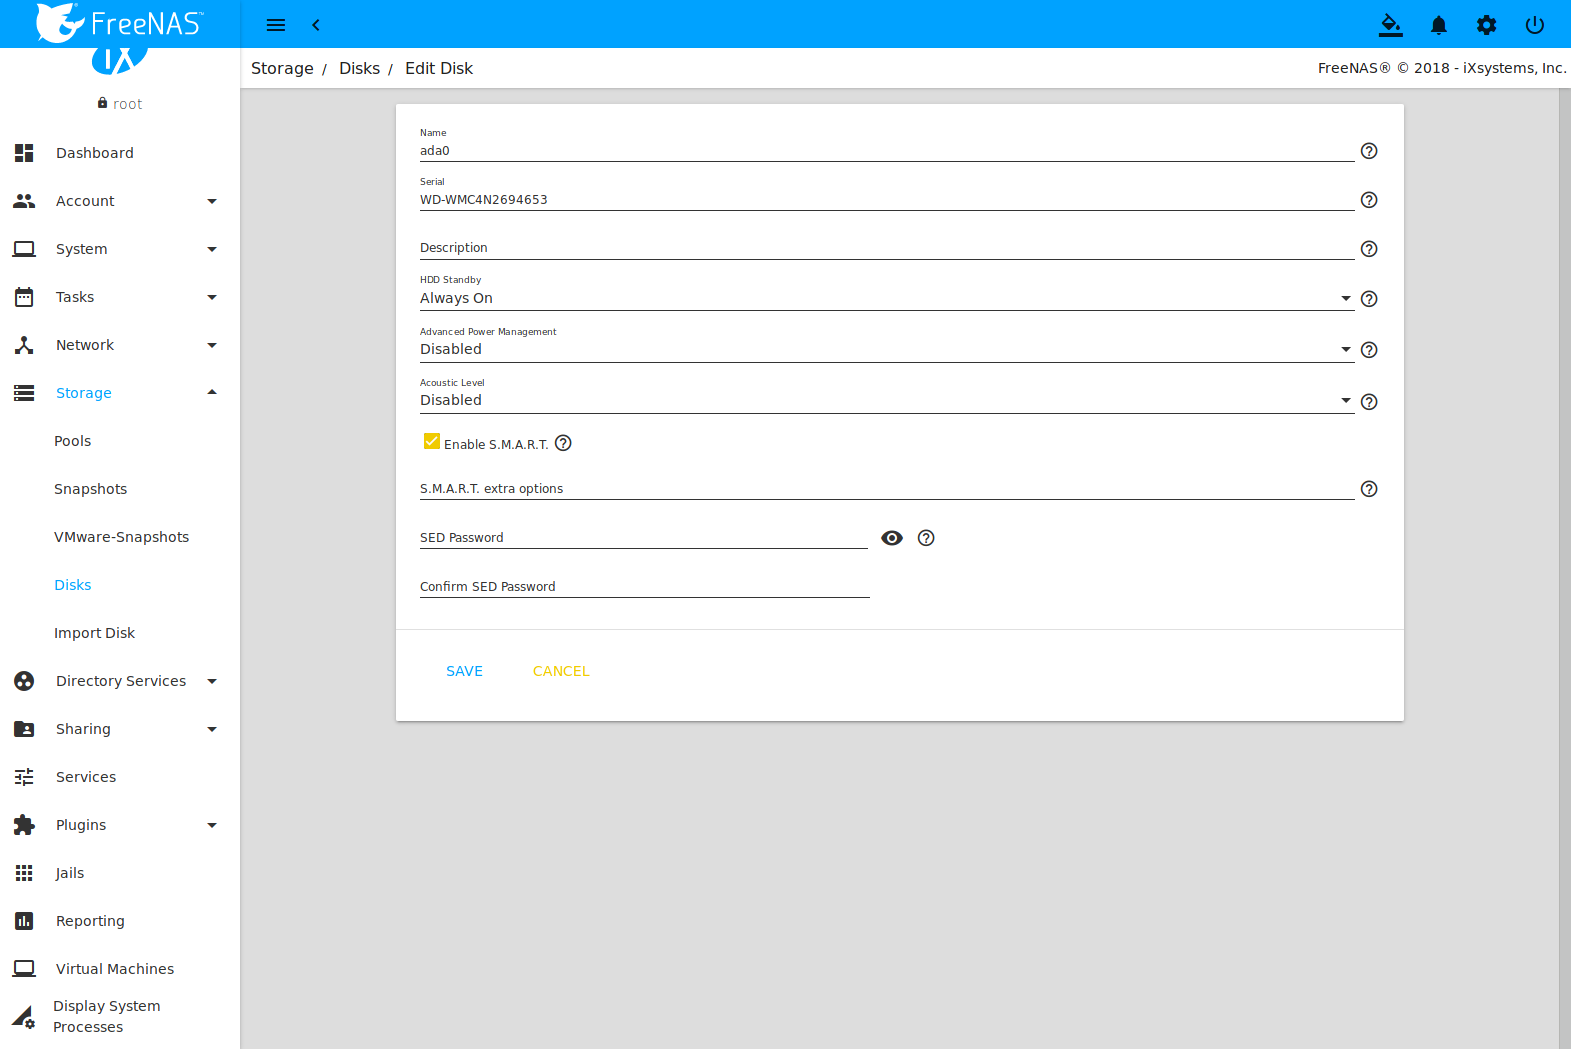 FreeNAS™
iX
root
Dashboard
Account
System
Tasks
Network
Storage
Pools
Snapshots
VMware-Snapshots
Disks
Import Disk
Directory Services
Sharing
Services
Plugins
Jails
Reporting
Virtual Machines
Display System
Processes
Storage / Disks / Edit Disk
FreeNAS® © 2018 - iXsystems, Inc.
Name
ada0
Serial
WD-WMC4N2694653
Description
HDD Standby
Always On
Advanced Power Management
Disabled
Acoustic Level
Disabled
Enable S.M.A.R.T.
S.M.A.R.T. extra options
SED Password
Confirm SED Password
SAVE CANCEL